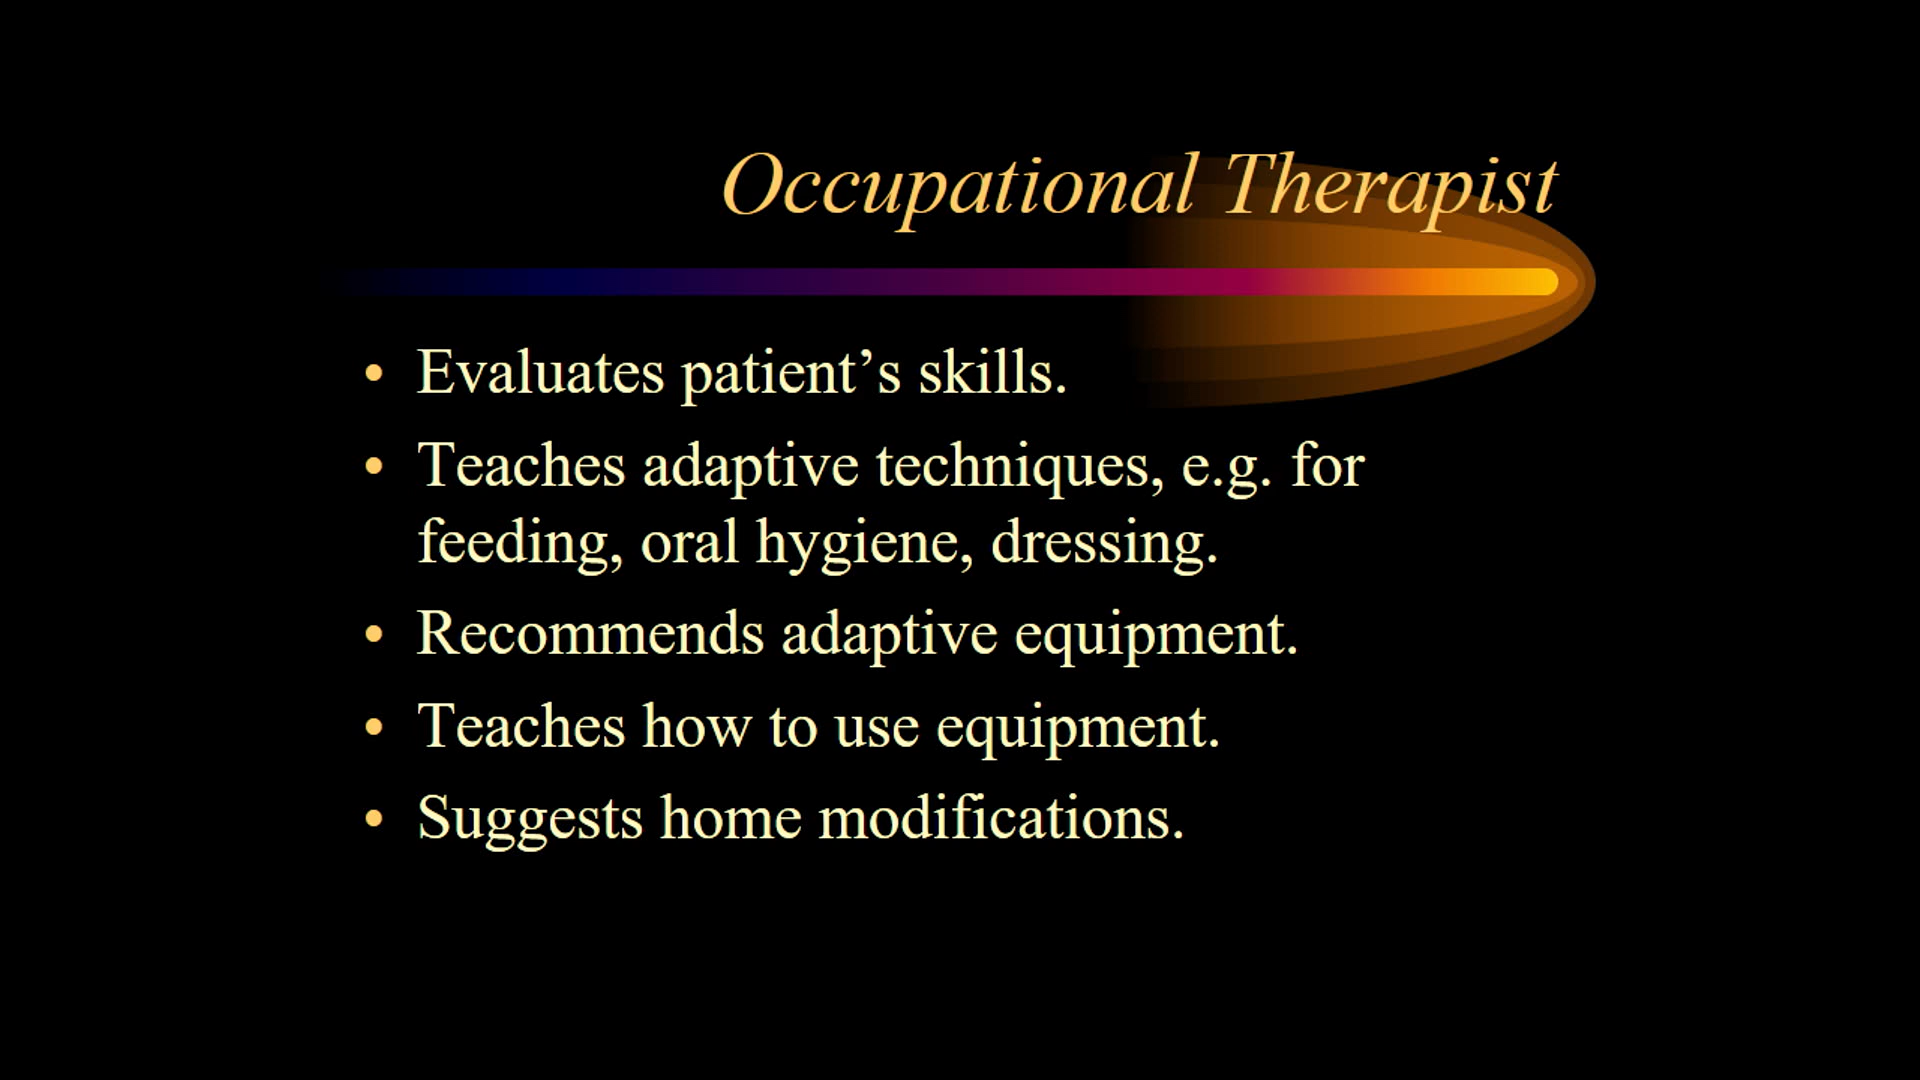 Occupational Therapist
• Evaluates patient’s skills.
• Teaches adaptive techniques, e.g. for
feeding, oral hygiene, dressing.
• Recommends adaptive equipment.
• Teaches how to use equipment.
• Suggests home modifications.